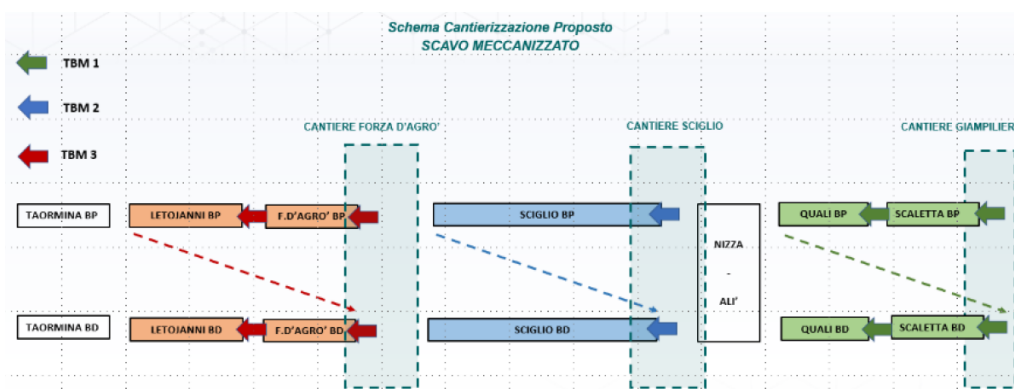 Schema Cantierizzazione Proposto
SCAVO MECCANIZZATO
TBM 1
TBM 2
TBM 3
CANTIERE FORZA D'AGRO'
CANTIERE SCIGLIO
CANTIERE GIAMPILIER
TAORMINA BP
LETOJANNI BP
F.D'AGRO' BP
SCIGLIO BP
NIZZA
-
ALI'
QUALI BP
SCALETTA BP
TAORMINA BD
LETOJANNI BD
F.D'AGRO' BD
SCIGLIO BD
QUALI BD
SCALETTA BD